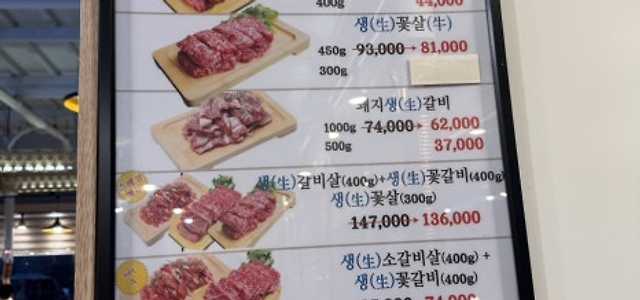 400g 44,000
생(生)꽃살(牛)
450g 93,000→ 81,000
300g
돼지생(生)갈비
1000g 74,000→ 62,000
500g 37,000
생(生)갈비살(400g)+생(生)꽃갈비(400g)
생(生)꽃살(300g)
147,000→136,000
생(生)소갈비살(400g) +
생(生)꽃갈비(400g)